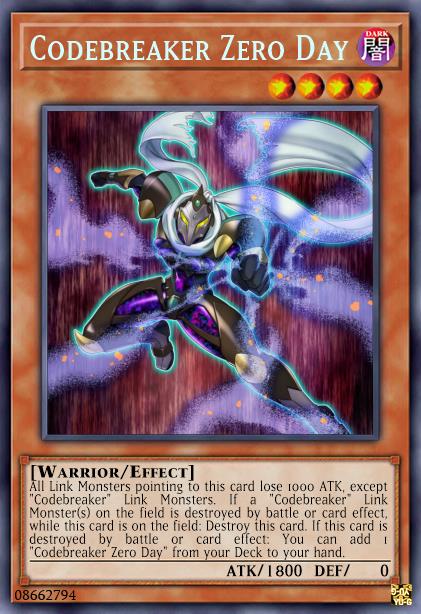 CODEBREAKER ZERO DAY
DARK
闇
[WARRIOR/EFFECT]
All Link Monsters pointing to this card lose 1000 ATK, except
"Codebreaker" Link Monsters. If a "Codebreaker" Link
Monster(s) on the field is destroyed by battle or card effect,
while this card is on the field: Destroy this card. If this card is
destroyed by battle or card effect: You can add 1
"Codebreaker Zero Day" from your Deck to your hand.
ATK/1800 DEF/ 0
08662794